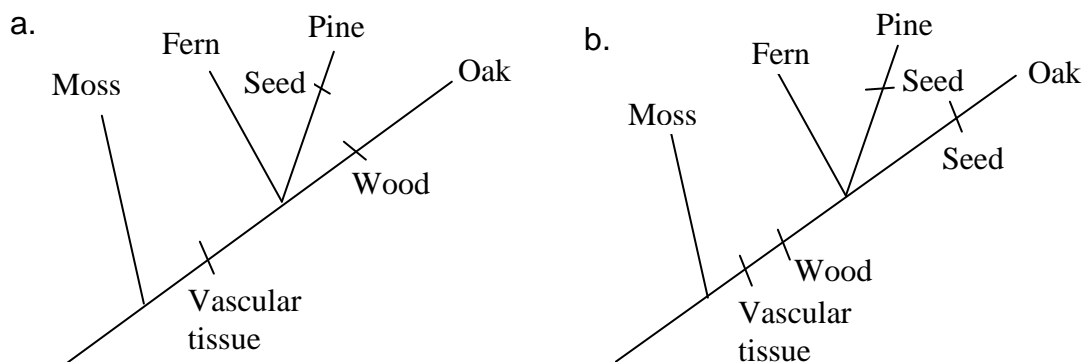 a.
Moss
Fern
Pine
Seed
Oak
Wood
Vascular
tissue
b.
Moss
Fern
Pine
Seed
Oak
Seed
Wood
Vascular
tissue